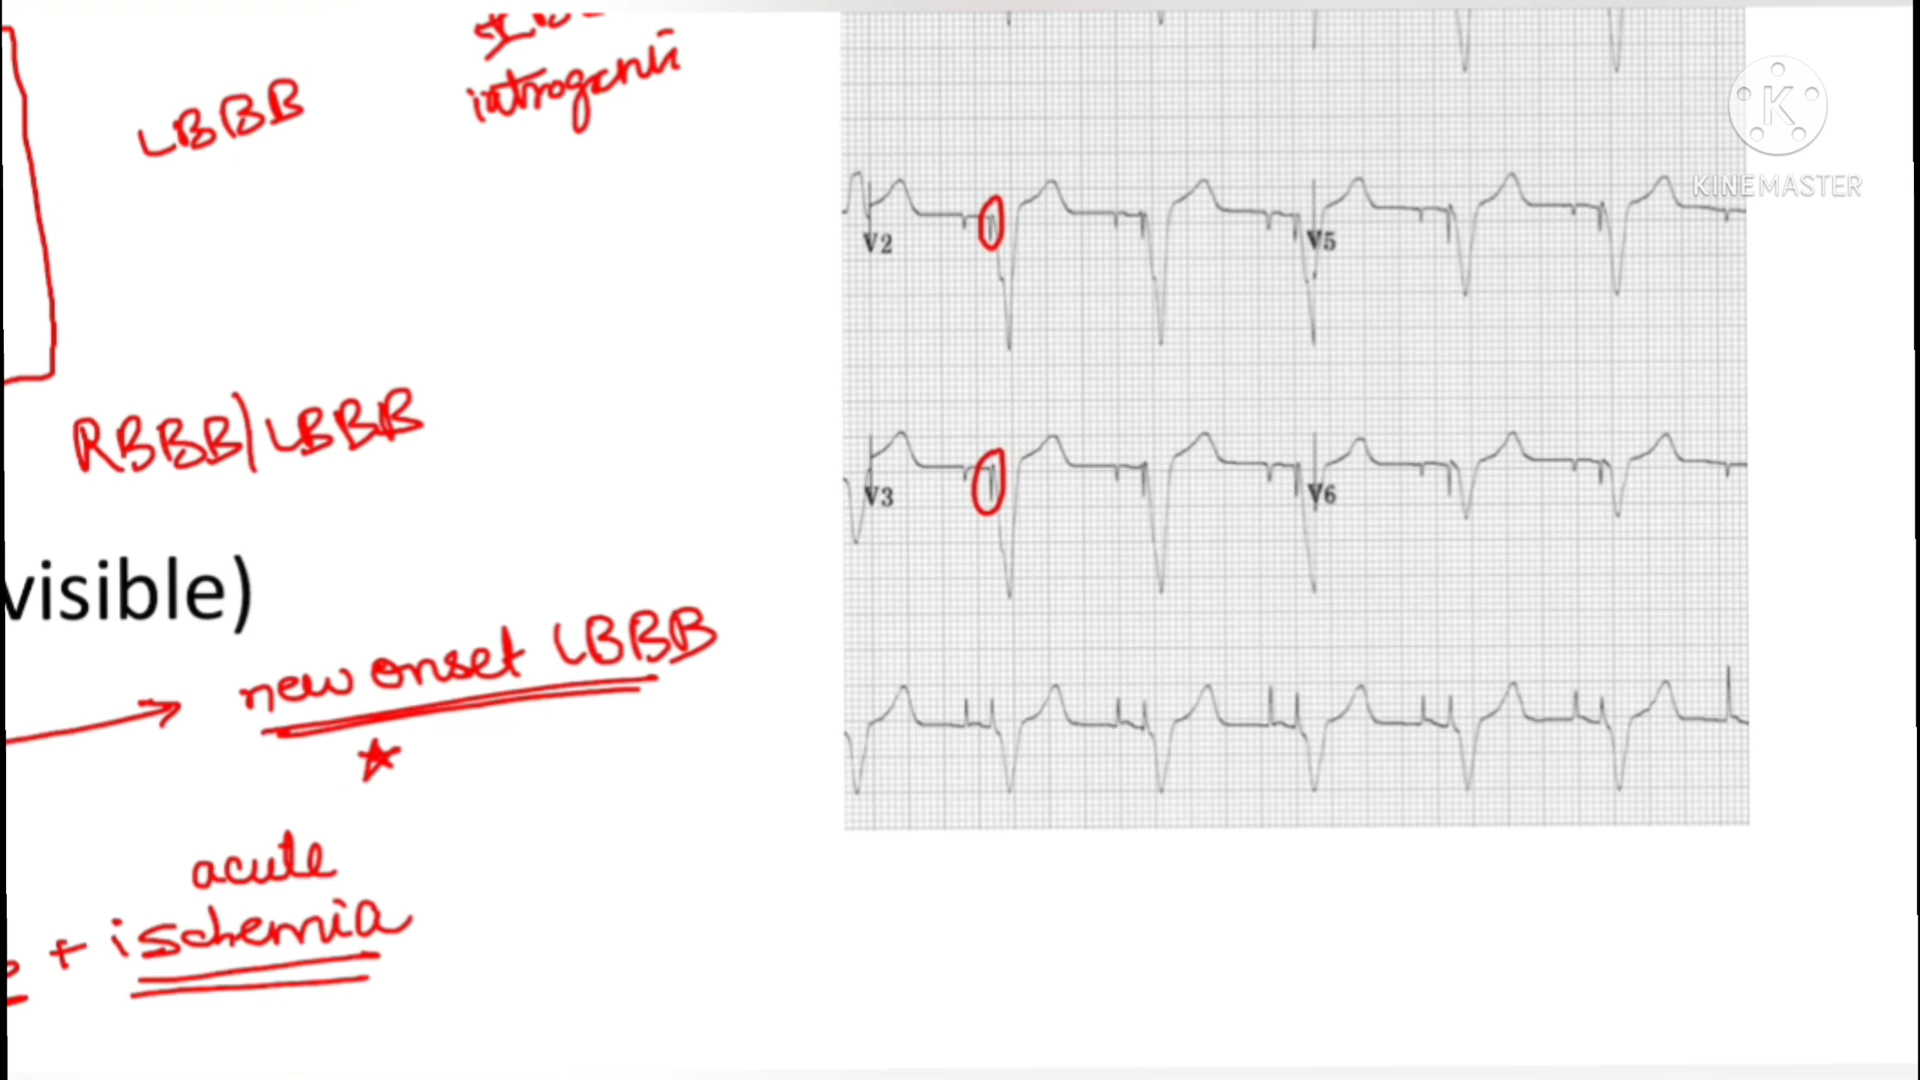 LBBB
iatrogenic
K
KINEMASTER
V2
V5
RBBB/LBBB
V3
V6
visible)
new onset LBBB
acute
+ ischemia